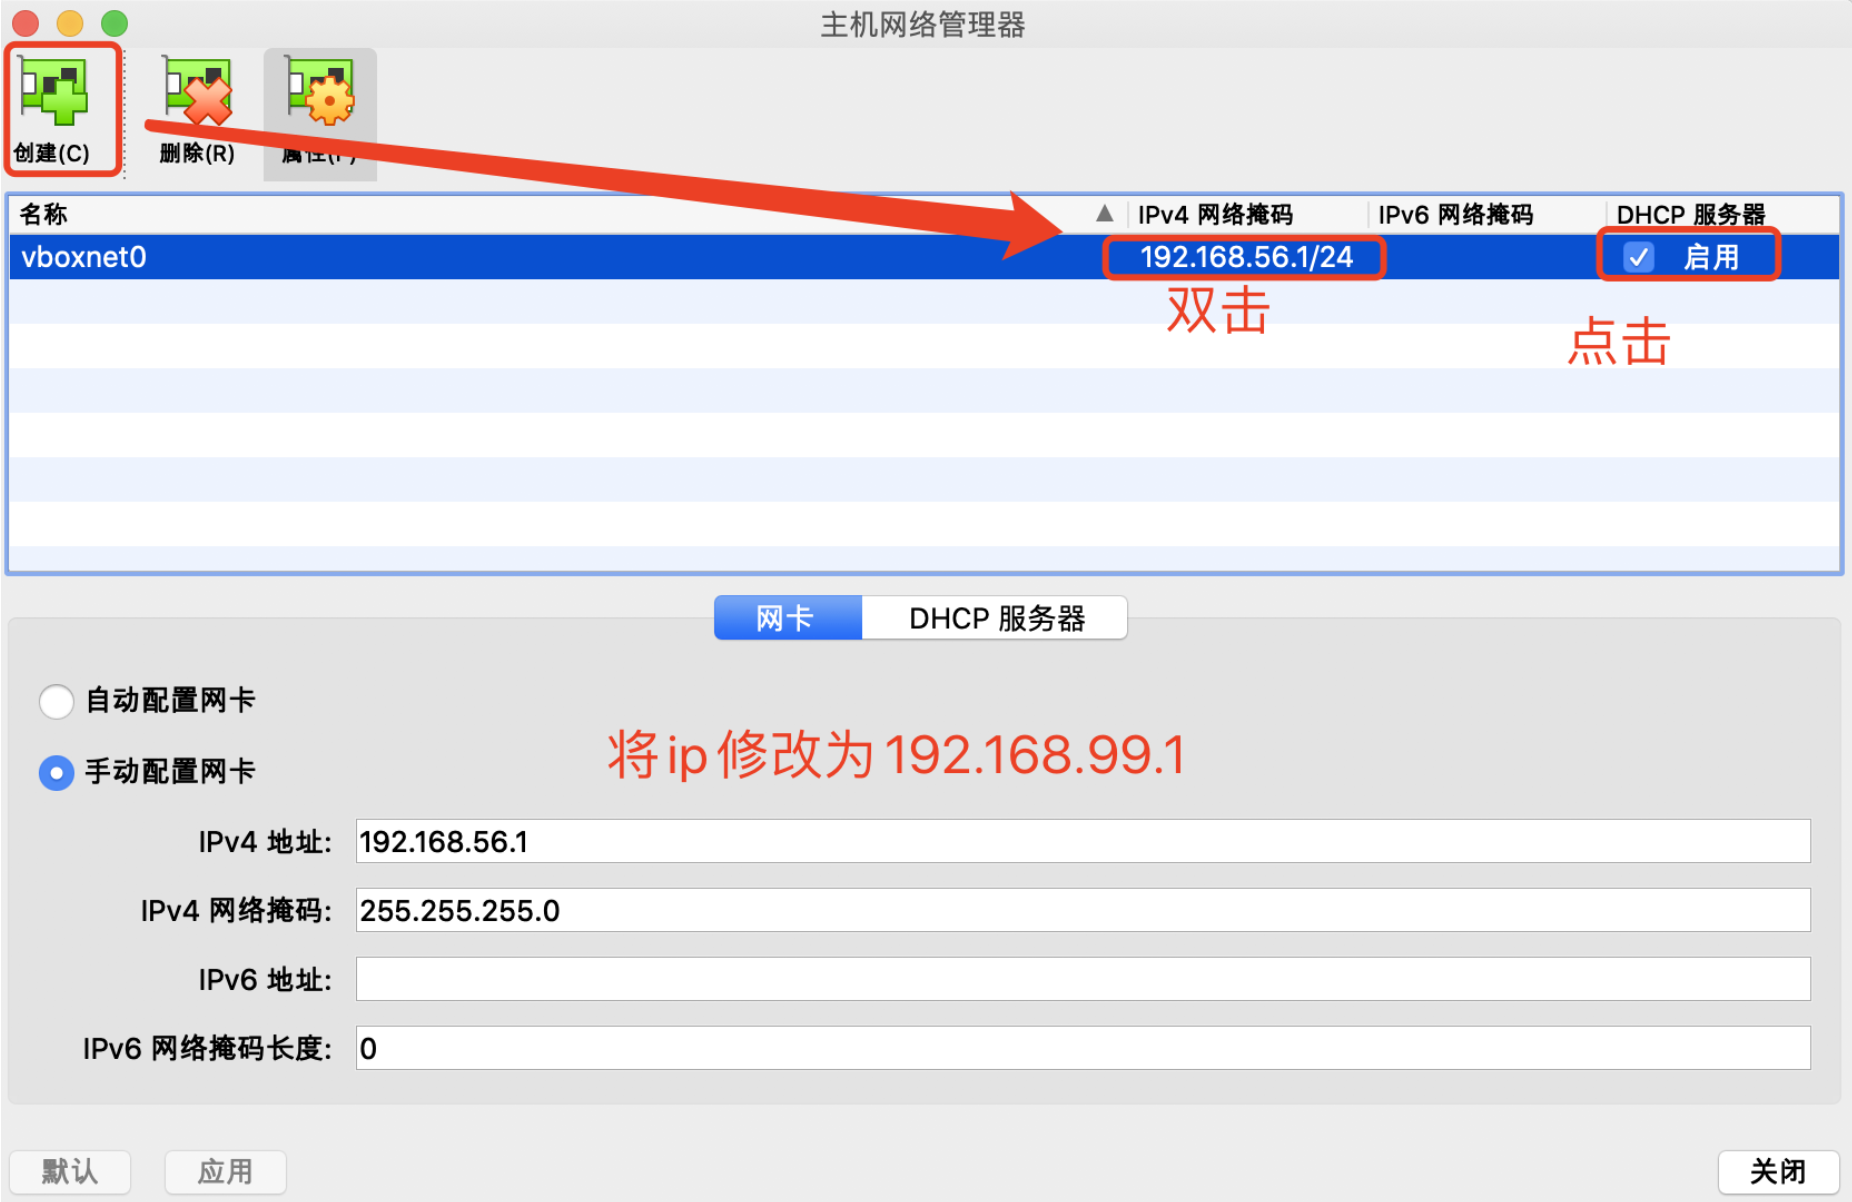 主机网络管理器
创建(C)
删除(R)
属性(P)
名称
IPv4 网络掩码
IPv6 网络掩码
DHCP 服务器
vboxnet0
192.168.56.1/24
启用
双击
点击
网卡
DHCP 服务器
自动配置网卡
将ip修改为192.168.99.1
手动配置网卡
IPv4 地址:
192.168.56.1
IPv4 网络掩码:
255.255.255.0
IPv6 地址:
IPv6 网络掩码长度:
0
默认
应用
关闭